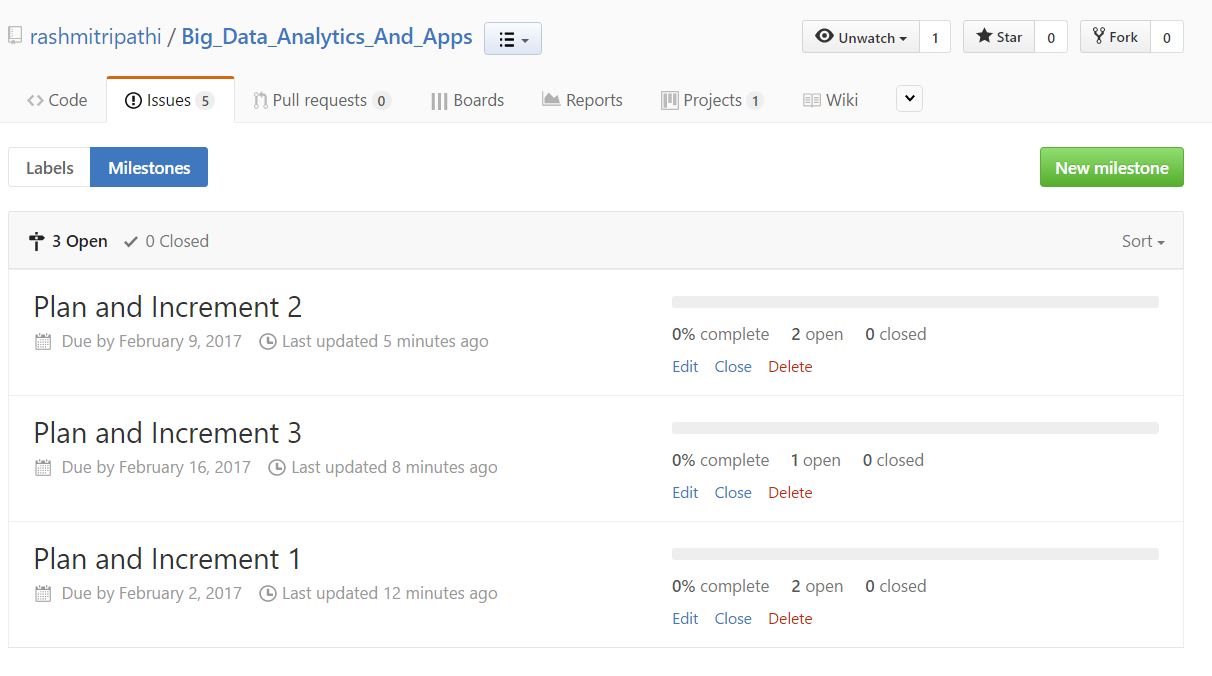 rashmitripathi / Big_Data_Analytics_And_Apps
Unwatch 1 Star 0 Fork 0
Code Issues 5 Pull requests 0 Boards Reports Projects 1 Wiki
Labels Milestones New milestone
3 Open 0 Closed Sort
Plan and Increment 2
Due by February 9, 2017 Last updated 5 minutes ago
0% complete 2 open 0 closed
Edit Close Delete
Plan and Increment 3
Due by February 16, 2017 Last updated 8 minutes ago
0% complete 1 open 0 closed
Edit Close Delete
Plan and Increment 1
Due by February 2, 2017 Last updated 12 minutes ago
0% complete 2 open 0 closed
Edit Close Delete